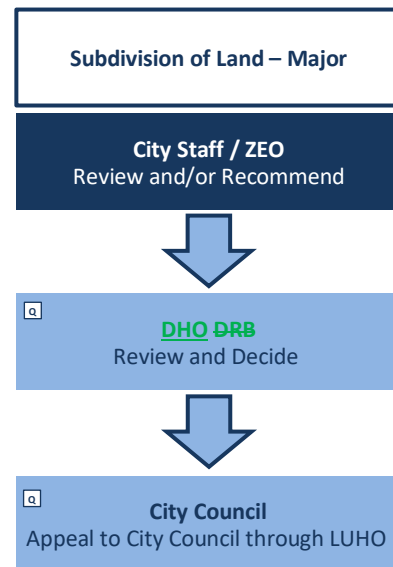 Subdivision of Land – Major
City Staff / ZEO
Review and/or Recommend
Q
DHO DRB
Review and Decide
Q
City Council
Appeal to City Council through LUHO